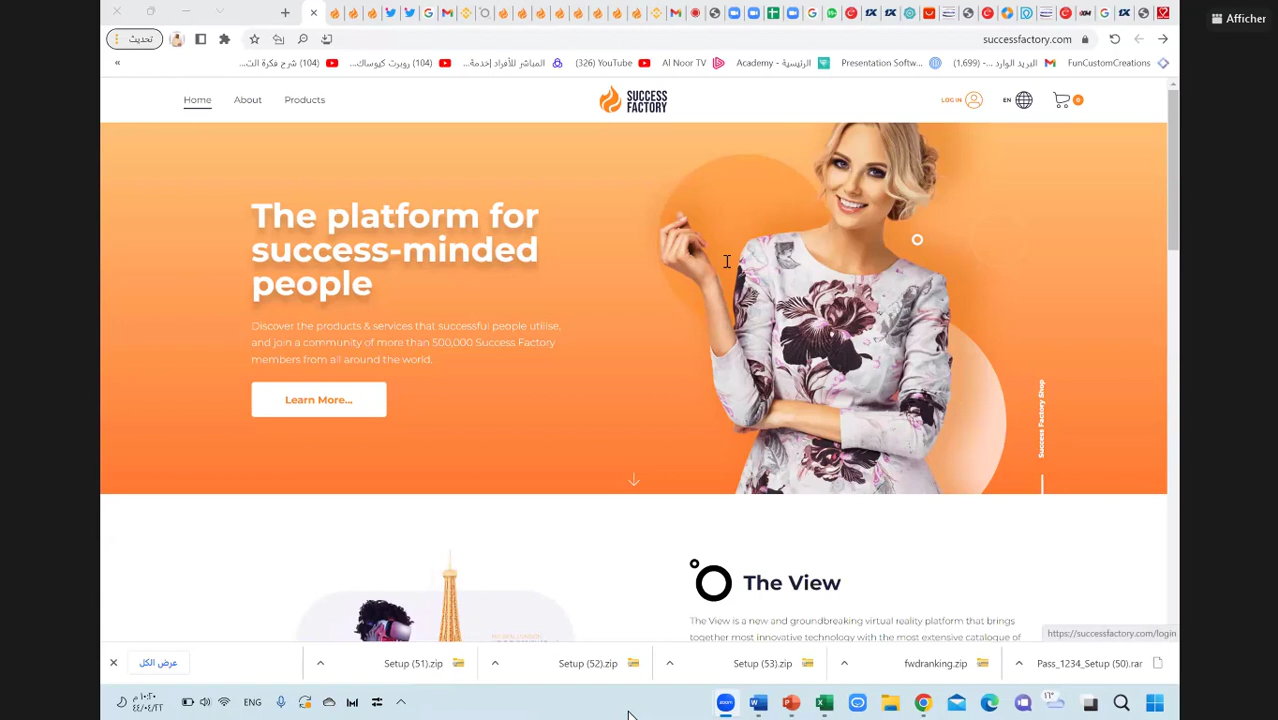 Afficher
تحديث
successfactory.com
»
(104) شرح فكرة الت...
(104) روبرت كيوساك...
المباشر للأفراد |خدمة...
(326) YouTube
Al Noor TV
الرئيسية - Academy
Presentation Softw...
البريد الوارد (1,699) - ...
FunCustomCreations
Home
About
Products
SUCCESS
FACTORY
LOG IN
EN
0
The platform for
success-minded
people
Discover the products & services that successful people utilise,
and join a community of more than 500,000 Success Factory
members from all around the world.
Learn More...
Success Factory Shop
The View
The View is a new and groundbreaking virtual reality platform that brings
together most innovative technology with the most extensive catalogue of
https://successfactory.com/login
عرض الكل
Setup (51).zip
Setup (52).zip
Setup (53).zip
fwdranking.zip
Pass_1234_Setup (50).rar
ENG
zoom